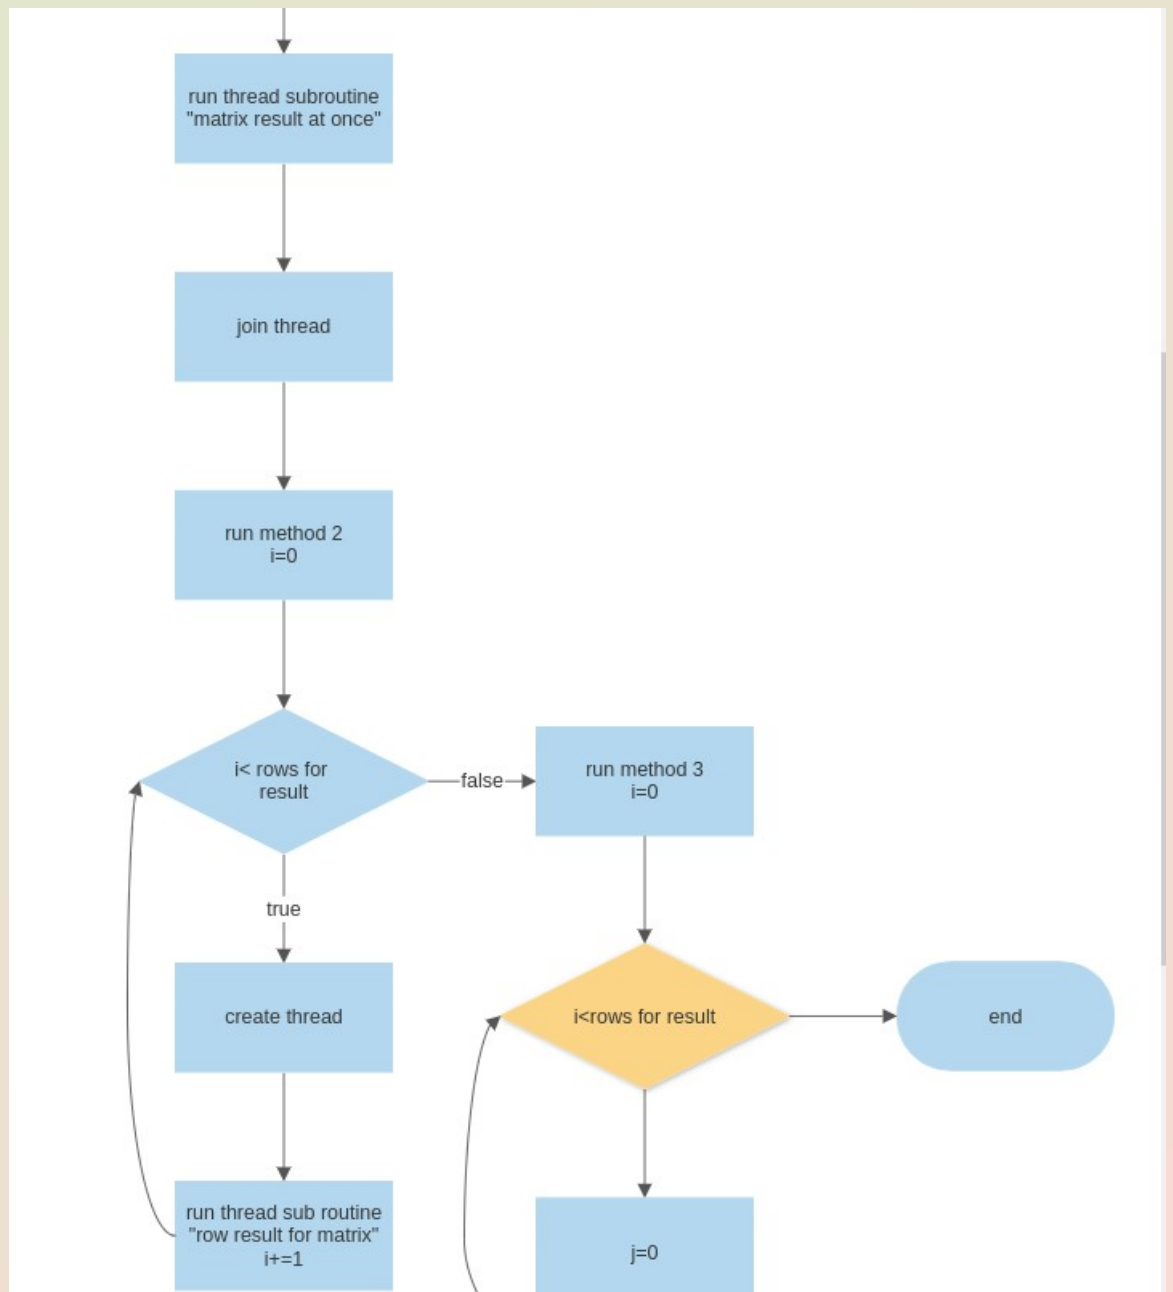 run thread subroutine
"matrix result at once"
join thread
run method 2
i=0
i< rows for
result
false
run method 3
i=0
true
create thread
i<rows for result
end
run thread sub routine
"row result for matrix"
i+=1
j=0